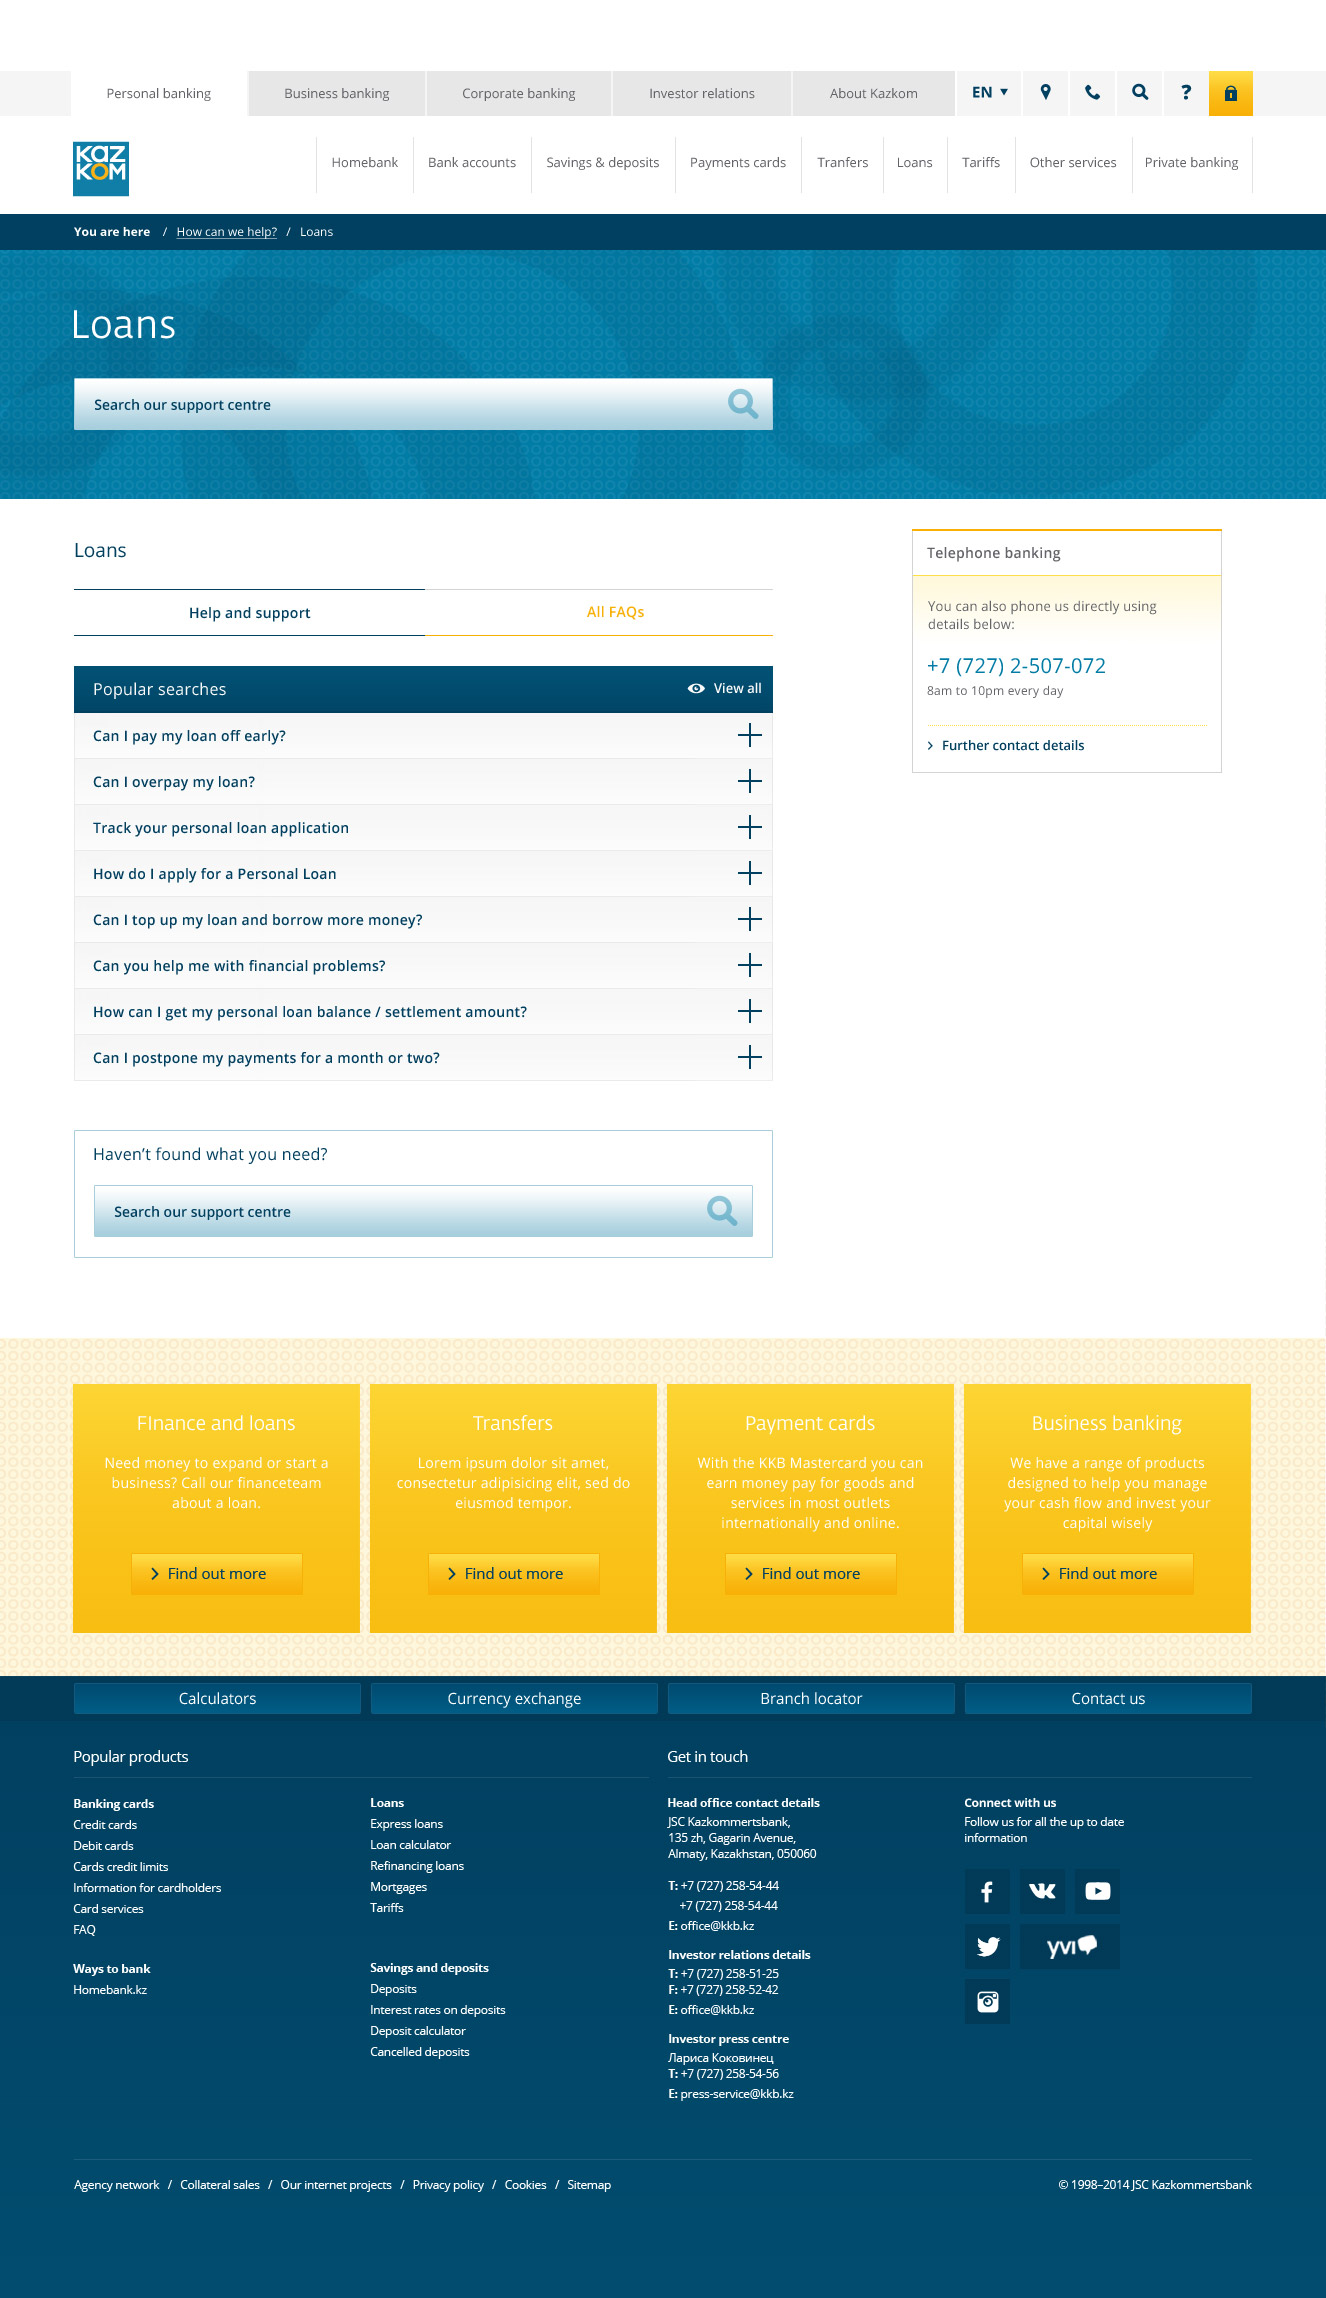 Personal banking
Business banking
Corporate banking
Investor relations
About Kazkom
EN
?
KAZ
KOM
Homebank
Bank accounts
Savings & deposits
Payments cards
Tranfers
Loans
Tariffs
Other services
Private banking
You are here / How can we help? / Loans
Loans
Search our support centre
Loans
Help and support
All FAQs
Popular searches
View all
Can I pay my loan off early?
Can I overpay my loan?
Track your personal loan application
How do I apply for a Personal Loan
Can I top up my loan and borrow more money?
Can you help me with financial problems?
How can I get my personal loan balance / settlement amount?
Can I postpone my payments for a month or two?
Telephone banking
You can also phone us directly using
details below:
+7 (727) 2-507-072
8am to 10pm every day
Further contact details
Haven't found what you need?
Search our support centre
FInance and loans
Need money to expand or start a
business? Call our financeteam
about a loan.
Find out more
Transfers
Lorem ipsum dolor sit amet,
consectetur adipisicing elit, sed do
eiusmod tempor.
Find out more
Payment cards
With the KKB Mastercard you can
earn money pay for goods and
services in most outlets
internationally and online.
Find out more
Business banking
We have a range of products
designed to help you manage
your cash flow and invest your
capital wisely
Find out more
Calculators
Currency exchange
Branch locator
Contact us
Popular products
Banking cards
Credit cards
Debit cards
Cards credit limits
Information for cardholders
Card services
FAQ
Ways to bank
Homebank.kz
Loans
Express loans
Loan calculator
Refinancing loans
Mortgages
Tariffs
Savings and deposits
Deposits
Interest rates on deposits
Deposit calculator
Cancelled deposits
Get in touch
Head office contact details
JSC Kazkommertsbank,
135 zh, Gagarin Avenue,
Almaty, Kazakhstan, 050060
T: +7 (727) 258-54-44
+7 (727) 258-54-44
E: office@kkb.kz
Investor relations details
T: +7 (727) 258-51-25
F: +7 (727) 258-52-42
E: office@kkb.kz
Investor press centre
Лариса Коковинец
T: +7 (727) 258-54-56
E: press-service@kkb.kz
Connect with us
Follow us for all the up to date
information
yvi
Agency network / Collateral sales / Our internet projects / Privacy policy / Cookies / Sitemap
© 1998–2014 JSC Kazkommertsbank